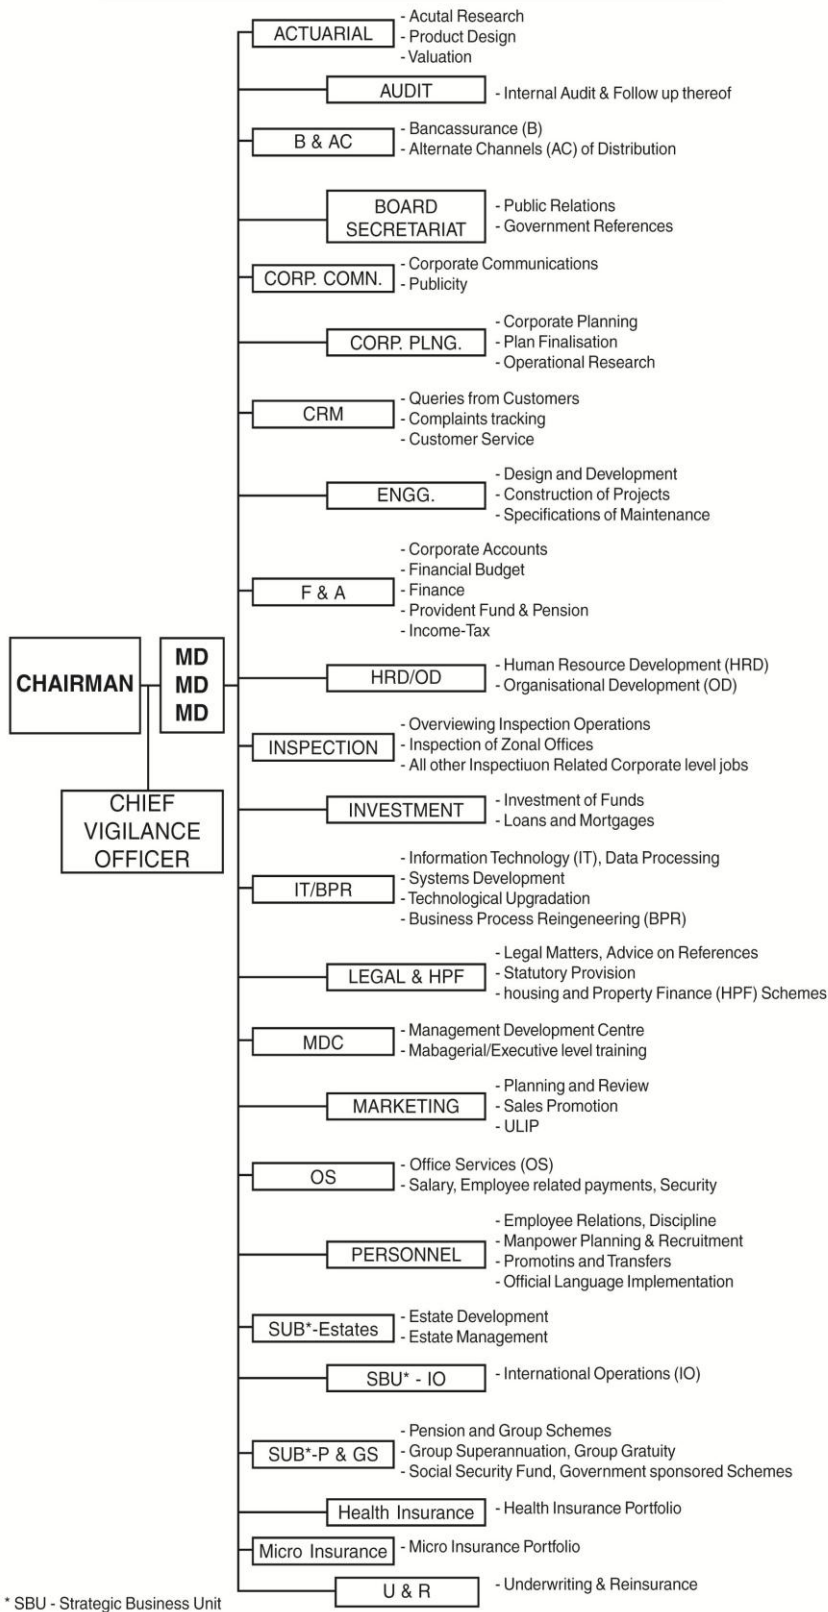 ACTUARIAL
- Acutal Research
- Product Design
- Valuation
AUDIT
- Internal Audit & Follow up thereof
B & AC
- Bancassurance (B)
- Alternate Channels (AC) of Distribution
BOARD
SECRETARIAT
- Public Relations
- Government References
CORP. COMN.
- Corporate Communications
- Publicity
CORP. PLNG.
- Corporate Planning
- Plan Finalisation
- Operational Research
CRM
- Queries from Customers
- Complaints tracking
- Customer Service
ENGG.
- Design and Development
- Construction of Projects
- Specifications of Maintenance
F & A
- Corporate Accounts
- Financial Budget
- Finance
- Provident Fund & Pension
- Income-Tax
CHAIRMAN
MD
MD
MD
CHIEF
VIGILANCE
OFFICER
HRD/OD
- Human Resource Development (HRD)
- Organisational Development (OD)
INSPECTION
- Overviewing Inspection Operations
- Inspection of Zonal Offices
- All other Inspectiuon Related Corporate level jobs
INVESTMENT
- Investment of Funds
- Loans and Mortgages
IT/BPR
- Information Technology (IT), Data Processing
- Systems Development
- Technological Upgradation
- Business Process Reingeneering (BPR)
LEGAL & HPF
- Legal Matters, Advice on References
- Statutory Provision
- housing and Property Finance (HPF) Schemes
MDC
- Management Development Centre
- Mabagerial/Executive level training
MARKETING
- Planning and Review
- Sales Promotion
- ULIP
OS
- Office Services (OS)
- Salary, Employee related payments, Security
PERSONNEL
- Employee Relations, Discipline
- Manpower Planning & Recruitment
- Promotins and Transfers
- Official Language Implementation
SUB*-Estates
- Estate Development
- Estate Management
SBU* - IO
- International Operations (IO)
SUB*-P & GS
- Pension and Group Schemes
- Group Superannuation, Group Gratuity
- Social Security Fund, Government sponsored Schemes
Health Insurance
- Health Insurance Portfolio
Micro Insurance
- Micro Insurance Portfolio
U & R
- Underwriting & Reinsurance
* SBU - Strategic Business Unit